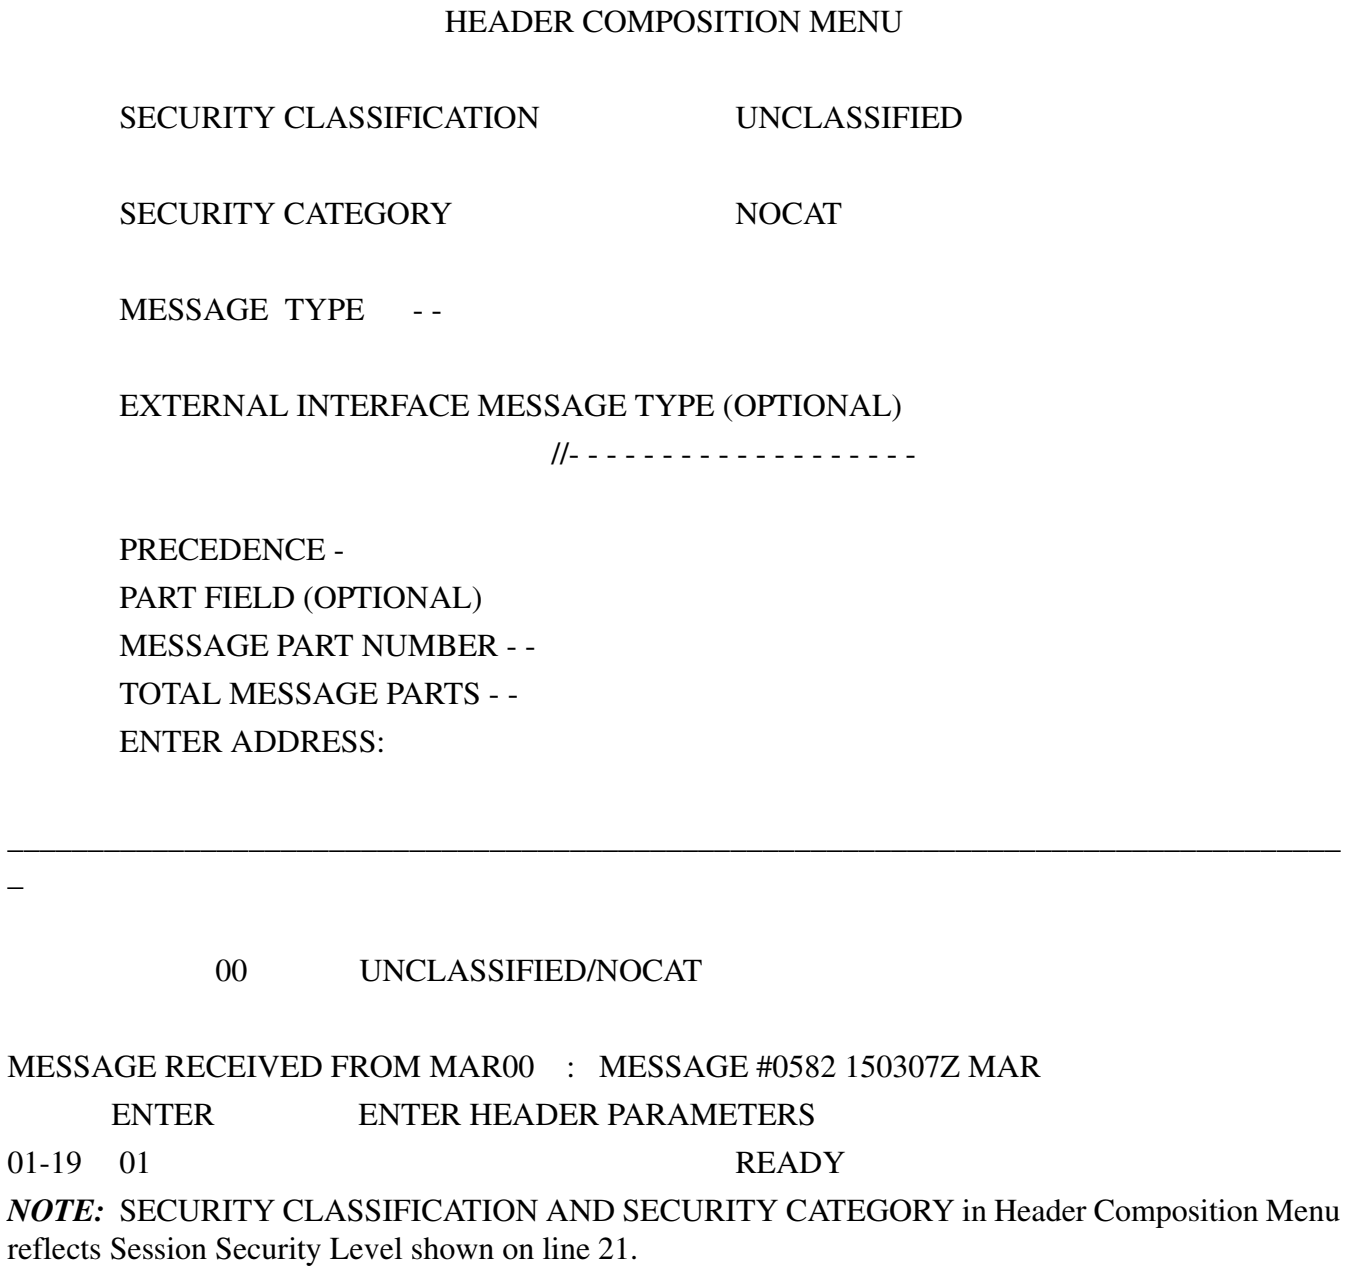 HEADER COMPOSITION MENU
SECURITY CLASSIFICATION UNCLASSIFIED
SECURITY CATEGORY NOCAT
MESSAGE TYPE - -
EXTERNAL INTERFACE MESSAGE TYPE (OPTIONAL)
//- - - - - - - - - - - - - - - - - - -
PRECEDENCE -
PART FIELD (OPTIONAL)
MESSAGE PART NUMBER - -
TOTAL MESSAGE PARTS - -
ENTER ADDRESS:
___________________________________________________________________________________
_
00 UNCLASSIFIED/NOCAT
MESSAGE RECEIVED FROM MAR00 : MESSAGE #0582 150307Z MAR
ENTER ENTER HEADER PARAMETERS
01-19 01 READY
NOTE: SECURITY CLASSIFICATION AND SECURITY CATEGORY in Header Composition Menu
reflects Session Security Level shown on line 21.